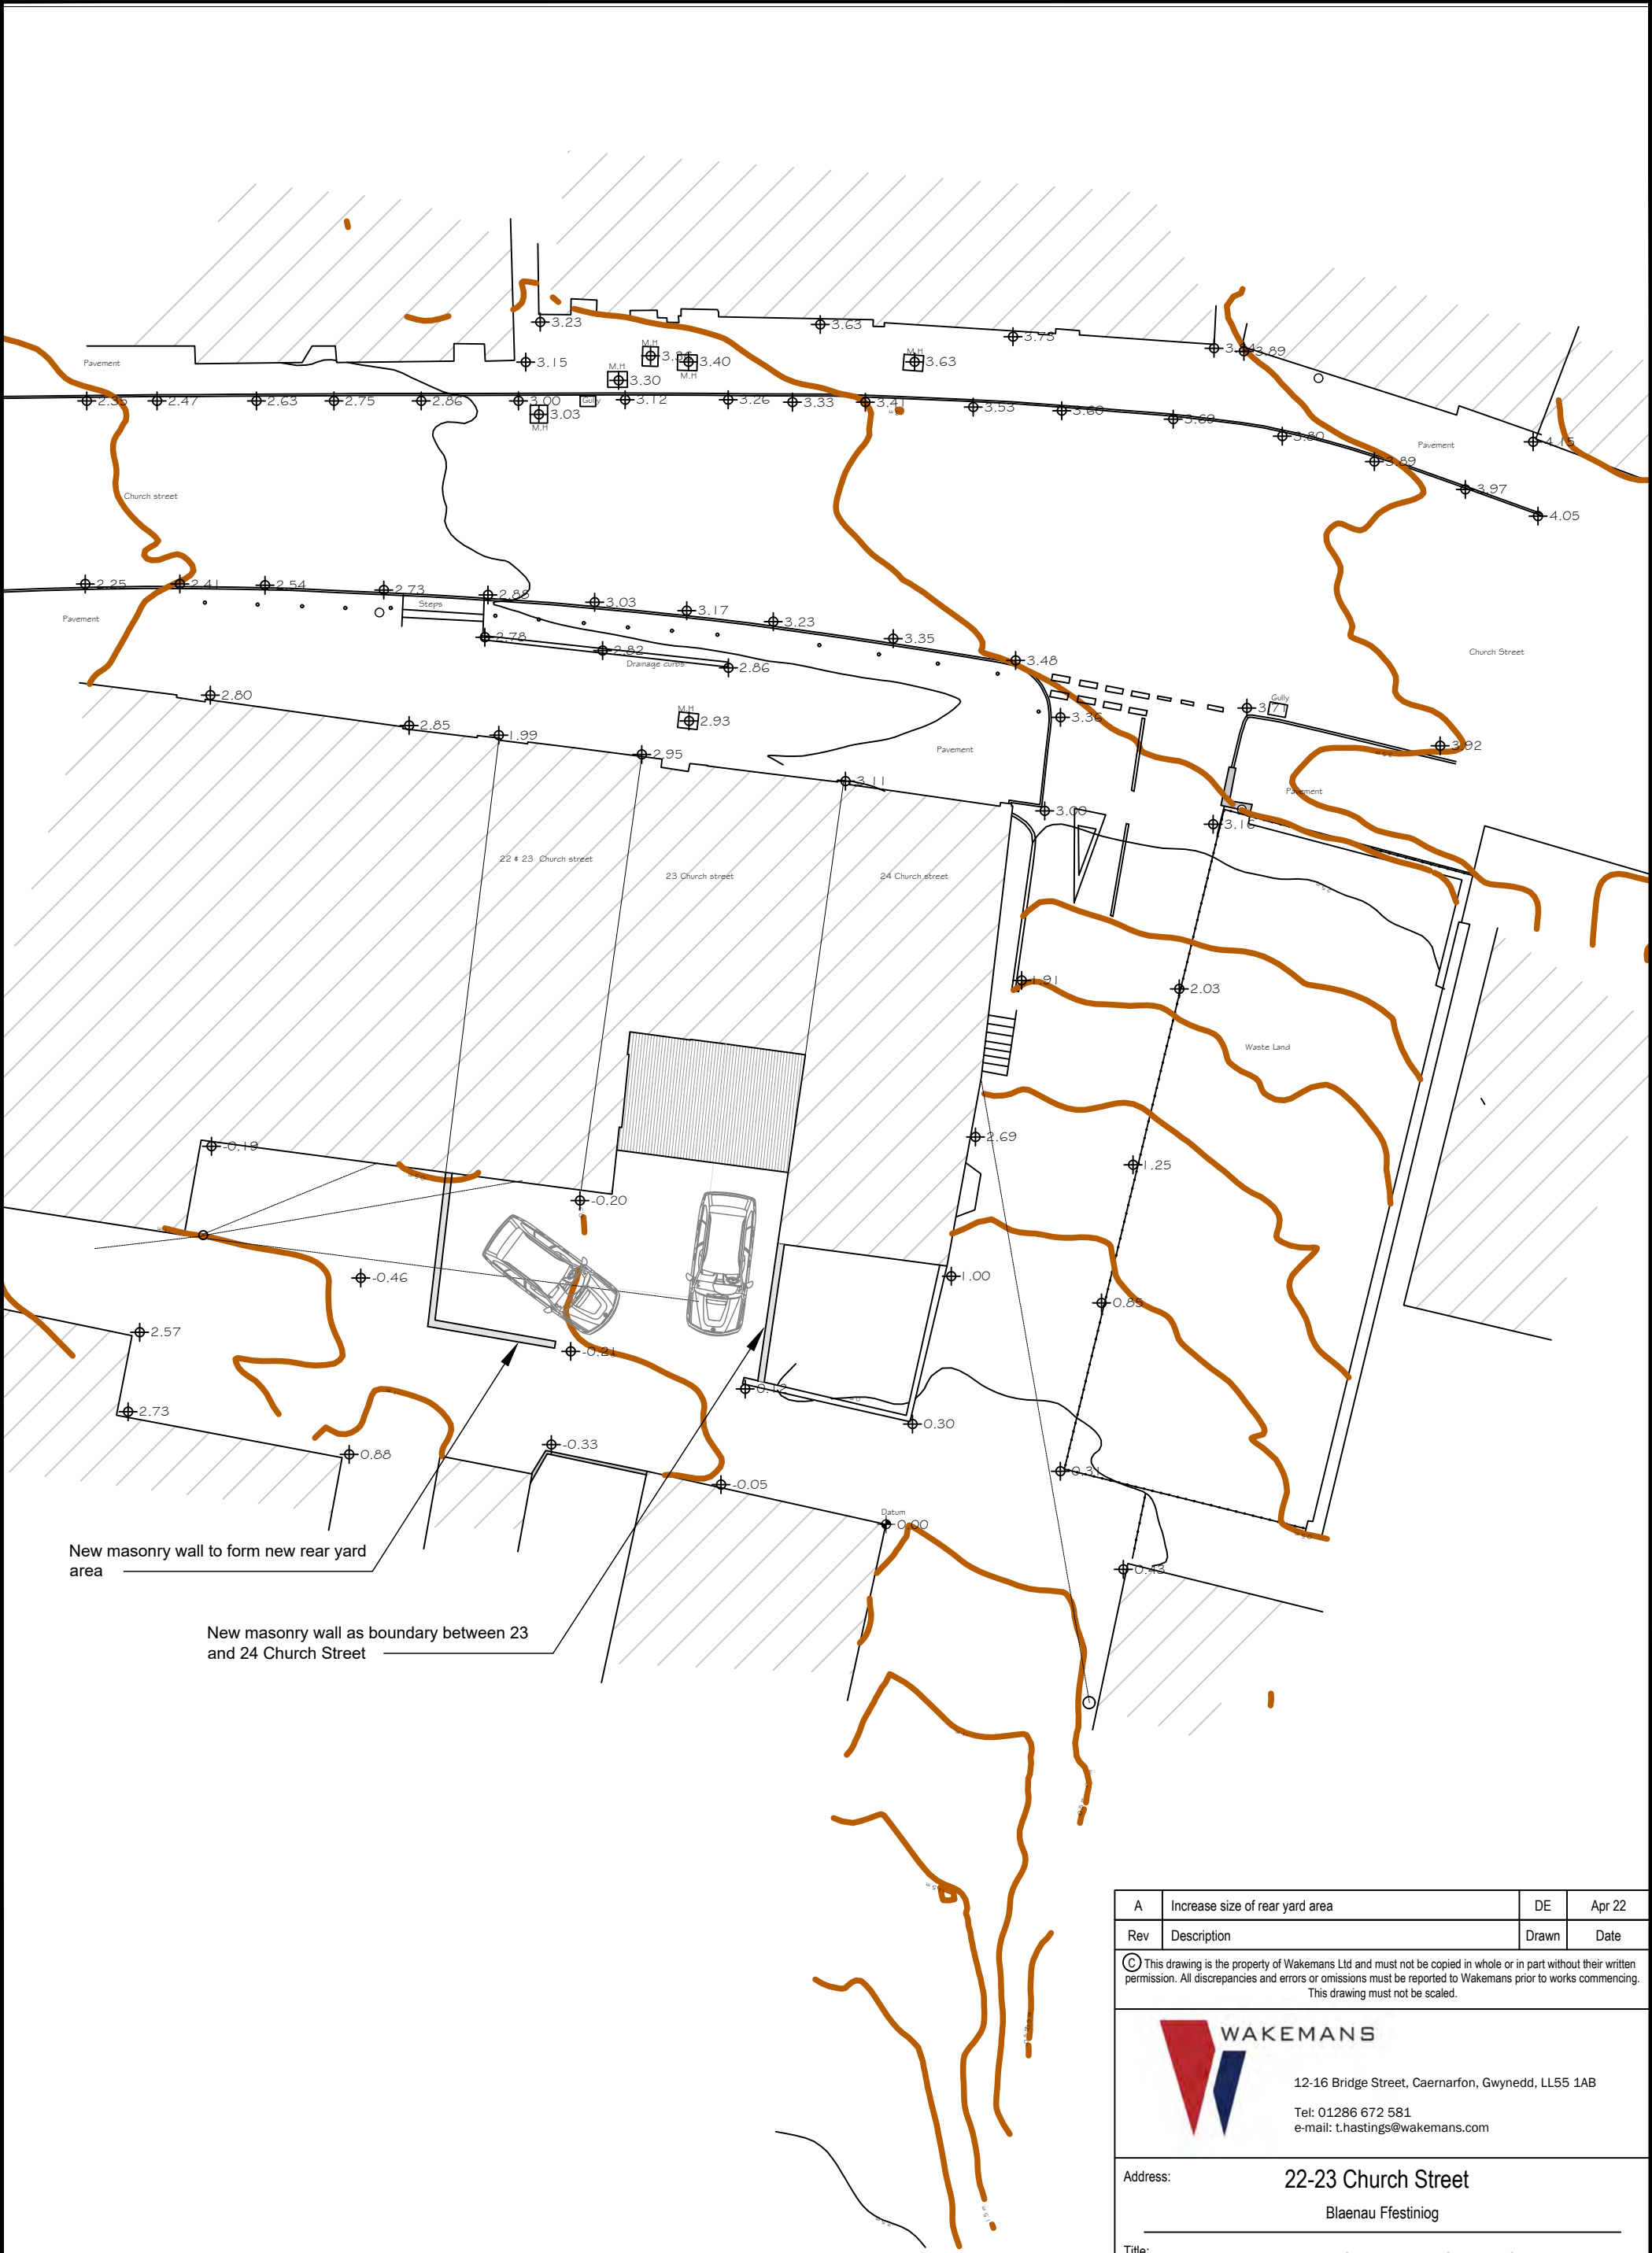 3.23
3.63
3.73
3.89
M.H
M.H
3.15
3.40
3.63
M.H
M.H
3.30
Pavement
2.47
2.63
2.75
2.86
3.00
Gully
3.12
3.26
3.33
3.41
3.53
3.60
3.69
3.80
3.03
M.H
Pavement
4.15
3.89
3.97
4.05
Church street
2.25
2.41
2.54
2.73
2.88
3.03
3.17
3.23
3.35
3.48
Steps
Pavement
2.78
2.82
2.86
Drainage curbs
Church Street
2.80
2.85
1.99
2.95
M.H
2.93
3.11
Pavement
3.36
3.71
Gully
3.92
Pavement
3.00
3.16
22 & 23 Church street
23 Church street
24 Church street
1.91
2.03
Waste Land
2.69
1.25
-0.19
-0.20
-0.46
1.00
0.85
2.57
-0.21
0.12
2.73
0.30
0.88
-0.33
-0.05
0.31
Datum
0.00
0.43
New masonry wall to form new rear yard
area
New masonry wall as boundary between 23
and 24 Church Street
A Increase size of rear yard area DE Apr 22
Rev Description Drawn Date
© This drawing is the property of Wakemans Ltd and must not be copied in whole or in part without their written
permission. All discrepancies and errors or omissions must be reported to Wakemans prior to works commencing.
This drawing must not be scaled.
WAKEMANS
12-16 Bridge Street, Caernarfon, Gwynedd, LL55 1AB
Tel: 01286 672 581
e-mail: t.hastings@wakemans.com
Address: 22-23 Church Street
Blaenau Ffestiniog
Title: